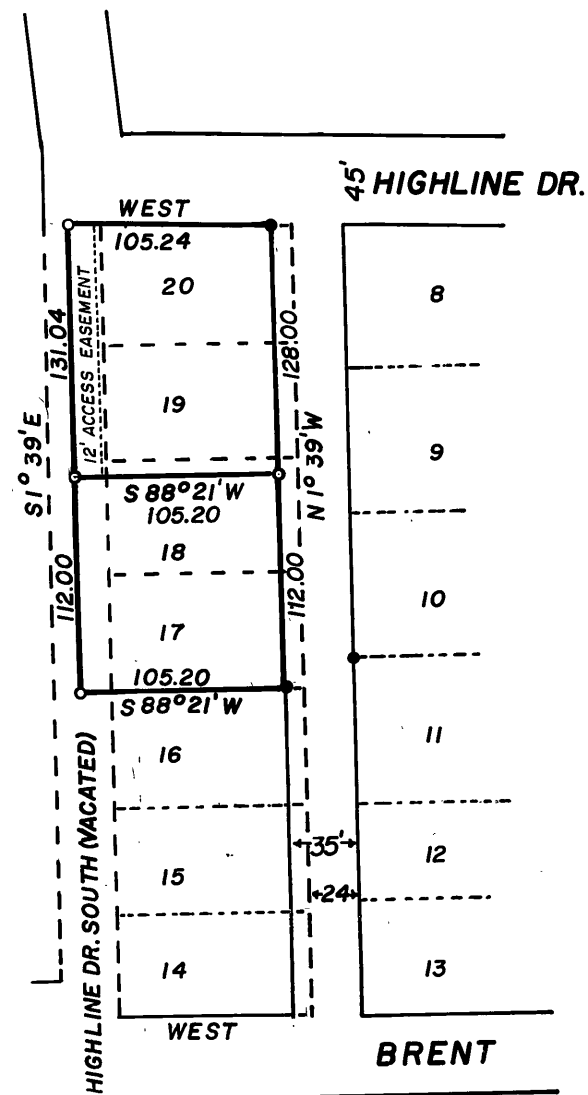 45' HIGHLINE DR.
WEST
105.24
20
8
131.04
12' ACCESS EASEMENT
128.00
19
9
S 1° 39' E
N 1° 39' W
S 88° 21' W
105.20
18
10
112.00
112.00
17
105.20
S 88° 21' W
16
11
HIGHLINE DR. SOUTH (VACATED)
35'
12
15
24
14
13
WEST
BRENT